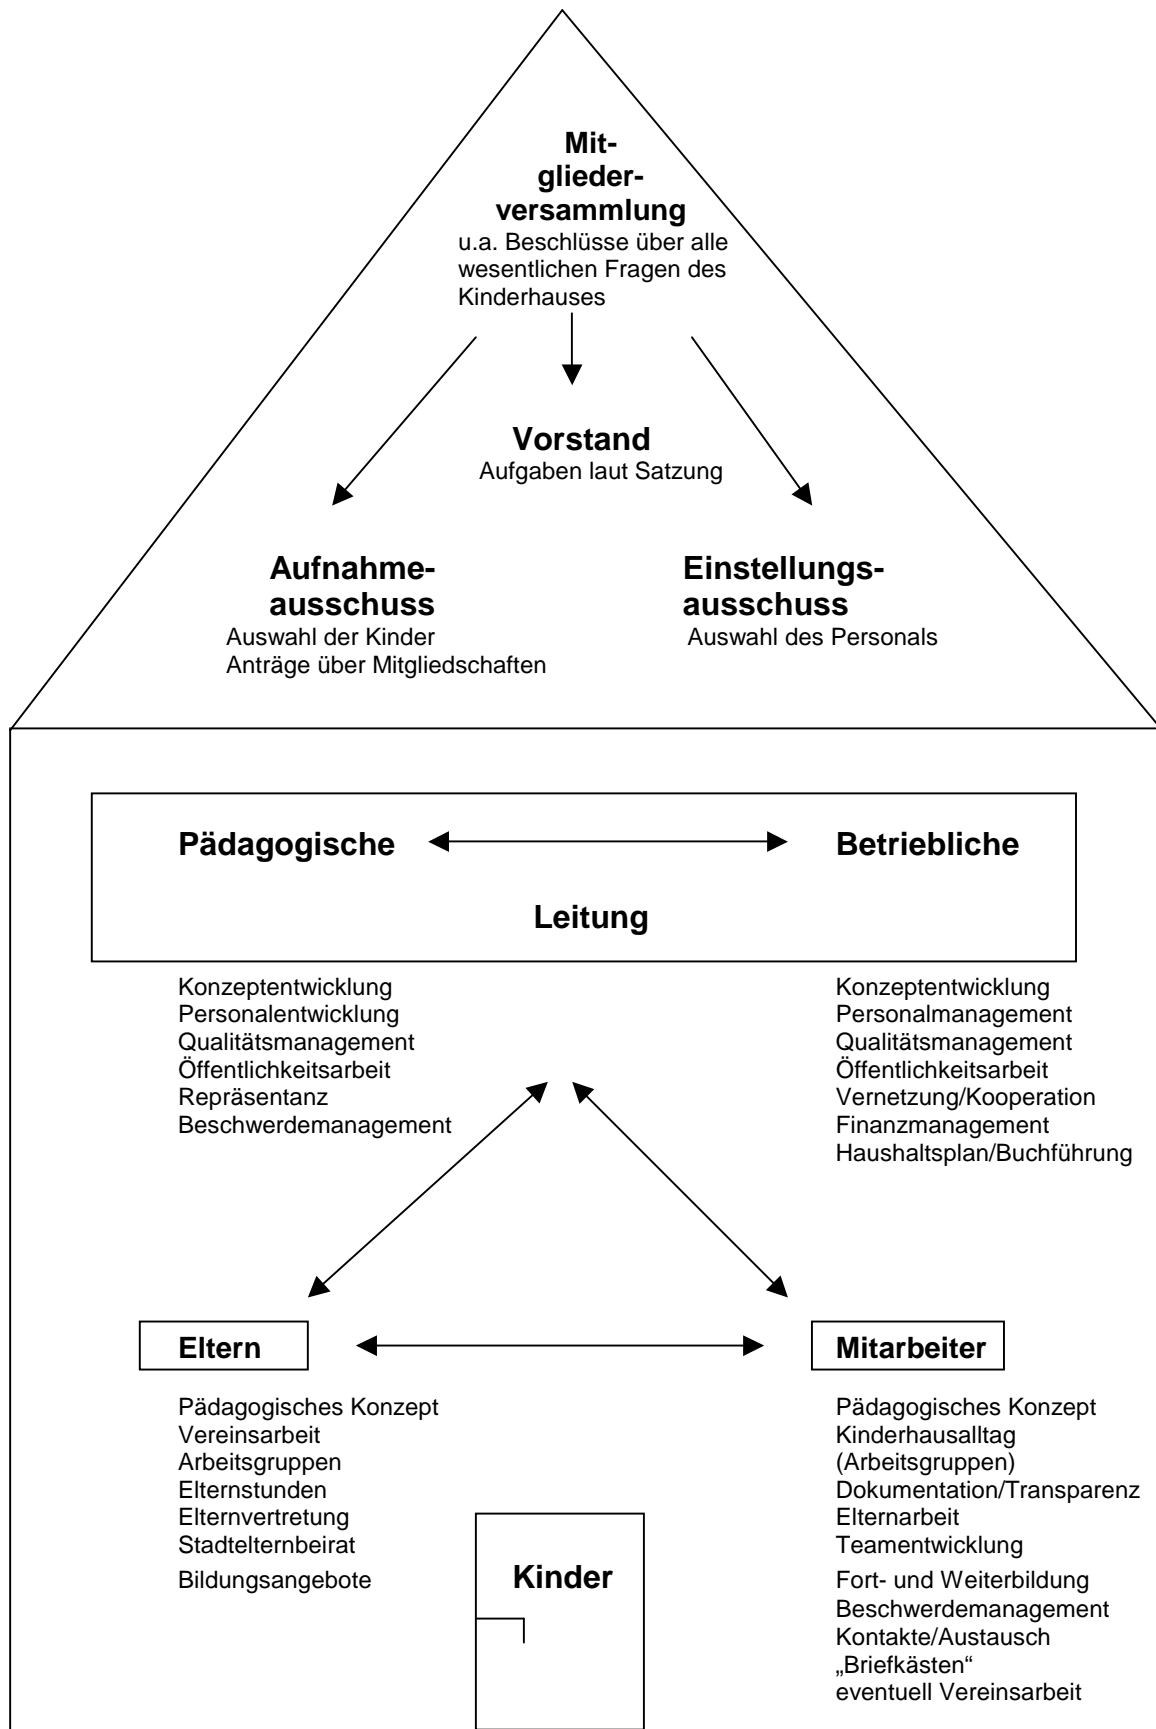 Mit-
glieder-
versammlung
u.a. Beschlüsse über alle
wesentlichen Fragen des
Kinderhauses
Vorstand
Aufgaben laut Satzung
Aufnahme-
ausschuss
Auswahl der Kinder
Anträge über Mitgliedschaften
Einstellungs-
ausschuss
Auswahl des Personals
Pädagogische
Betriebliche
Leitung
Konzeptentwicklung
Personalentwicklung
Qualitätsmanagement
Öffentlichkeitsarbeit
Repräsentanz
Beschwerdemanagement
Konzeptentwicklung
Personalmanagement
Qualitätsmanagement
Öffentlichkeitsarbeit
Vernetzung/Kooperation
Finanzmanagement
Haushaltsplan/Buchführung
Eltern
Pädagogisches Konzept
Vereinsarbeit
Arbeitsgruppen
Elternstunden
Elternvertretung
Stadtelternbeirat
Bildungsangebote
Kinder
Mitarbeiter
Pädagogisches Konzept
Kinderhausalltag
(Arbeitsgruppen)
Dokumentation/Transparenz
Elternarbeit
Teamentwicklung
Fort- und Weiterbildung
Beschwerdemanagement
Kontakte/Austausch
„Briefkästen“
eventuell Vereinsarbeit